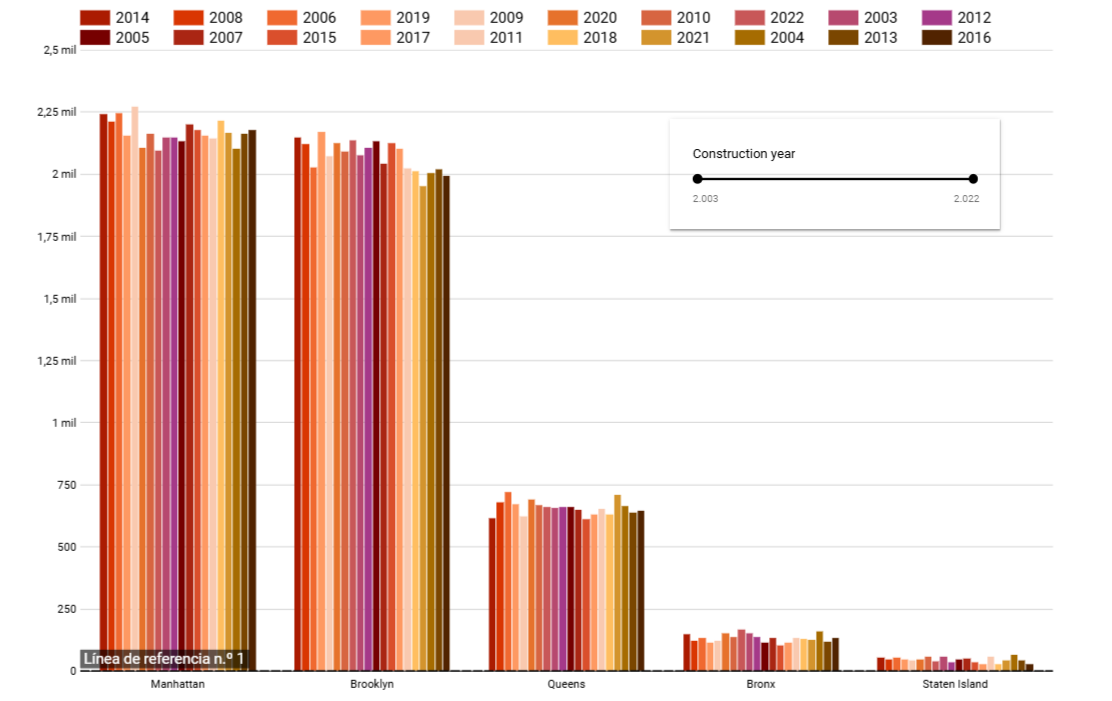 2014 2008 2006 2019 2009 2020 2010 2022 2003 2012
2005 2007 2015 2017 2011 2018 2021 2004 2013 2016
2,5 mil
2,25 mil
2 mil
1,75 mil
1,5 mil
1,25 mil
1 mil
750
500
250
0
Construction year
2.003 2.022
Línea de referencia n.º 1
Manhattan Brooklyn Queens Bronx Staten Island